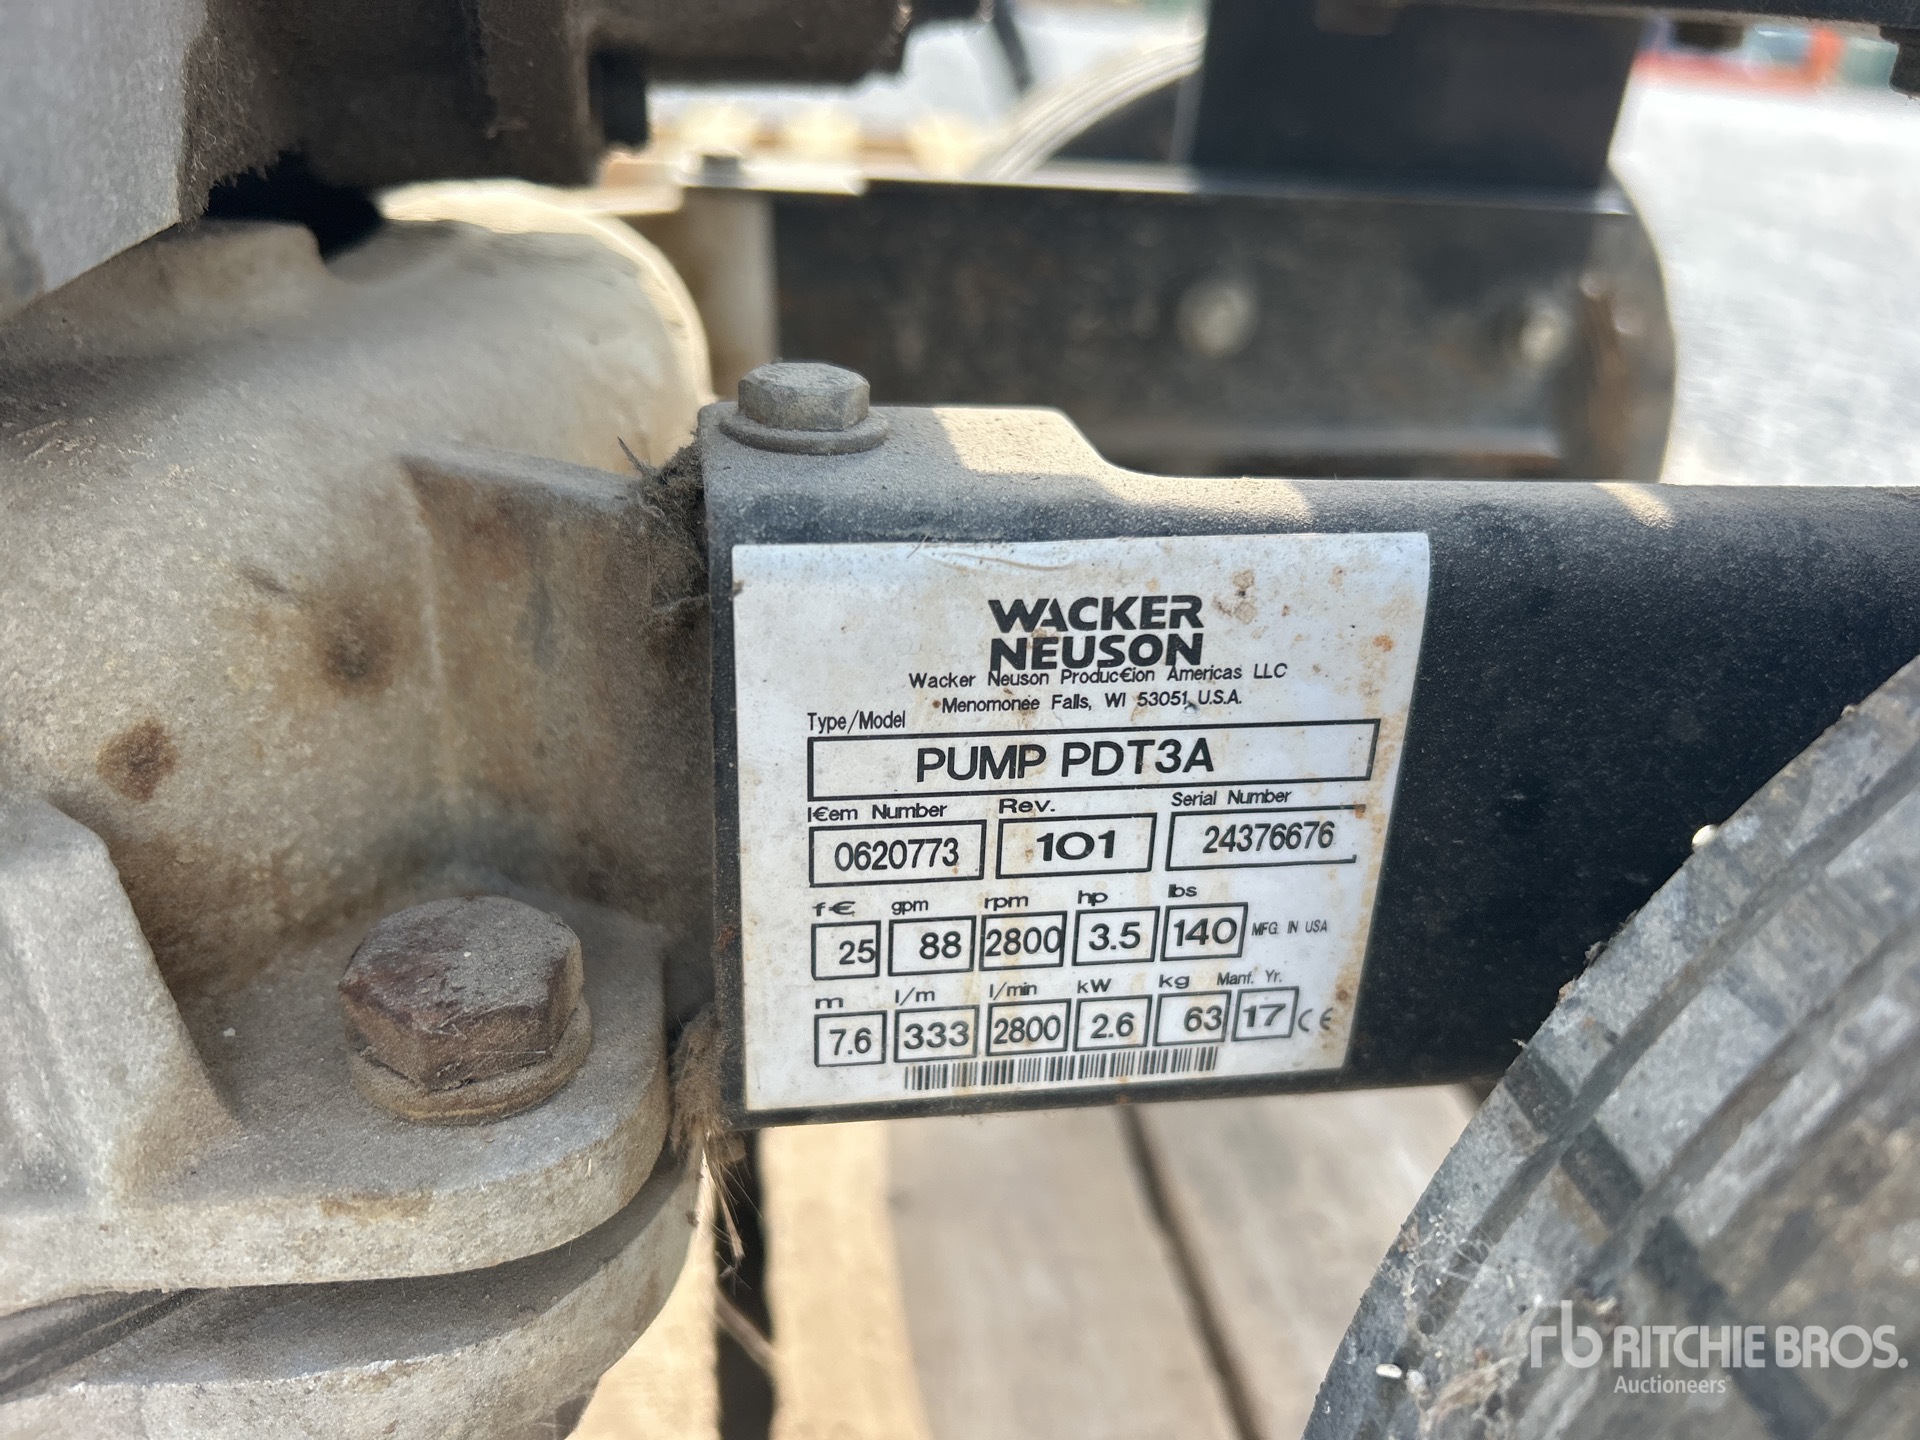 WACKER
NEUSON
Wacker Neuson Produc€ion Americas LLC
Menomonee Falls, WI 53051, U.S.A.
Type/Model
PUMP PDT3A
I€em Number Rev. Serial Number
0620773 101 24376676
f€ gpm rpm hp lbs
25 88 2800 3.5 140 MFG. IN USA
m l/m l/min kW kg Manf. Yr.
7.6 333 2800 2.6 63 17 CE
rb RITCHIE BROS.
Auctioneers